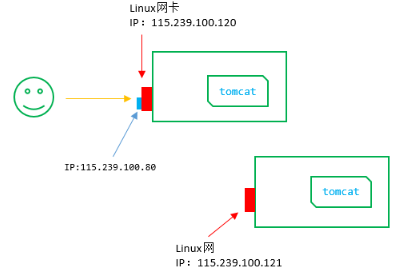 Linux网卡
IP：115.239.100.120
tomcat
IP:115.239.100.80
tomcat
Linux网
IP：115.239.100.121